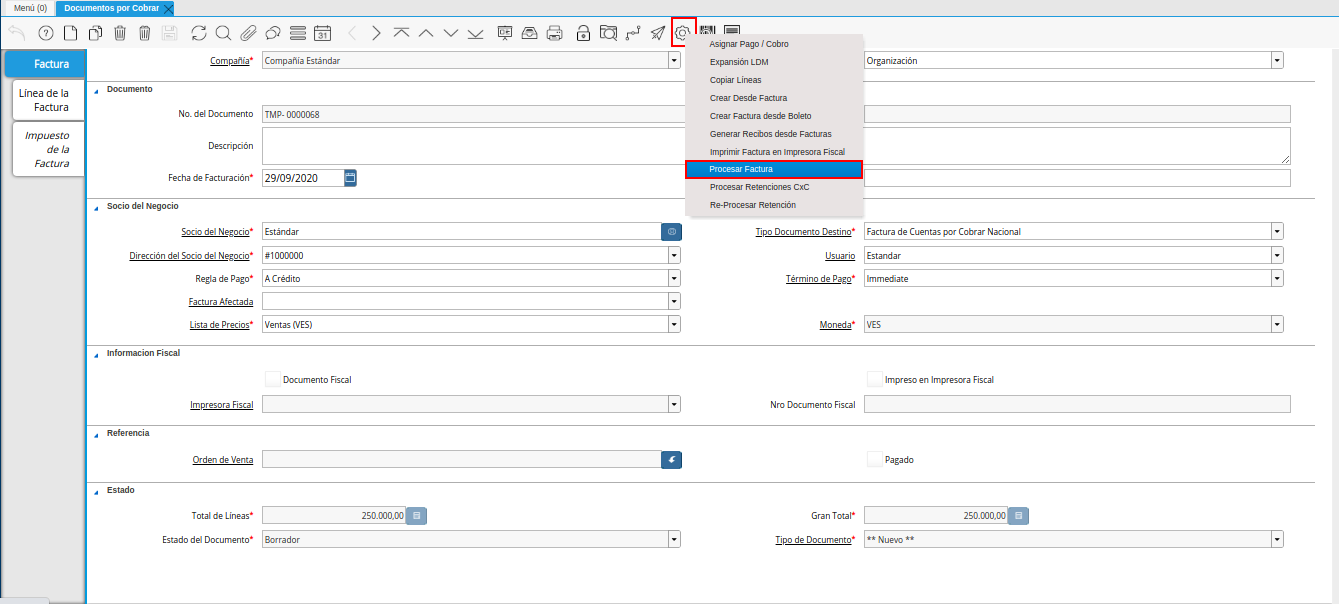 Menú (0)
Documentos por Cobrar
31
Factura
Línea de la
Factura
Impuesto
de la
Factura
Compañía* Compañía Estándar
Organización
Asignar Pago / Cobro
Expansión LDM
Copiar Líneas
Crear Desde Factura
Crear Factura desde Boleto
Generar Recibos desde Facturas
Imprimir Factura en Impresora Fiscal
Procesar Factura
Procesar Retenciones CxC
Re-Procesar Retención
Documento
No. del Documento TMP- 0000068
Descripción
Fecha de Facturación* 29/09/2020
Socio del Negocio
Socio del Negocio* Estándar Tipo Documento Destino* Factura de Cuentas por Cobrar Nacional
Dirección del Socio del Negocio* #1000000 Usuario Estandar
Regla de Pago* A Crédito Término de Pago* Immediate
Factura Afectada
Lista de Precios* Ventas (VES) Moneda* VES
Informacion Fiscal
Documento Fiscal Impreso en Impresora Fiscal
Impresora Fiscal Nro Documento Fiscal
Referencia
Orden de Venta Pagado
Estado
Total de Líneas* 250.000,00 Gran Total* 250.000,00
Estado del Documento* Borrador Tipo de Documento* ** Nuevo **